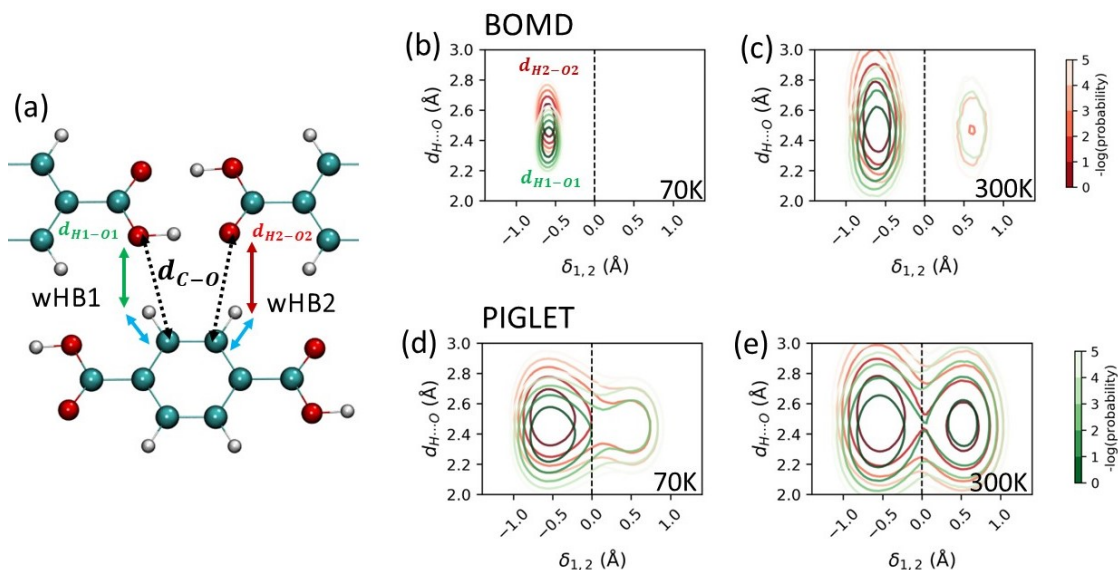 BOMD
(a)
d_{H1-O1}
d_{H2-O2}
d_{C-O}
wHB1
wHB2
(b)
3.0
2.8
2.6
2.4
2.2
2.0
d_{H⋯O} (Å)
d_{H2-O2}
d_{H1-O1}
70K
−1.0
−0.5
0.0
0.5
1.0
δ_{1,2} (Å)
(c)
3.0
2.8
2.6
2.4
2.2
2.0
d_{H⋯O} (Å)
300K
−1.0
−0.5
0.0
0.5
1.0
δ_{1,2} (Å)
5
4
3
2
1
0
-log(probability)
PIGLET
(d)
3.0
2.8
2.6
2.4
2.2
2.0
d_{H⋯O} (Å)
70K
−1.0
−0.5
0.0
0.5
1.0
δ_{1,2} (Å)
(e)
3.0
2.8
2.6
2.4
2.2
2.0
d_{H⋯O} (Å)
300K
−1.0
−0.5
0.0
0.5
1.0
δ_{1,2} (Å)
5
4
3
2
1
0
-log(probability)